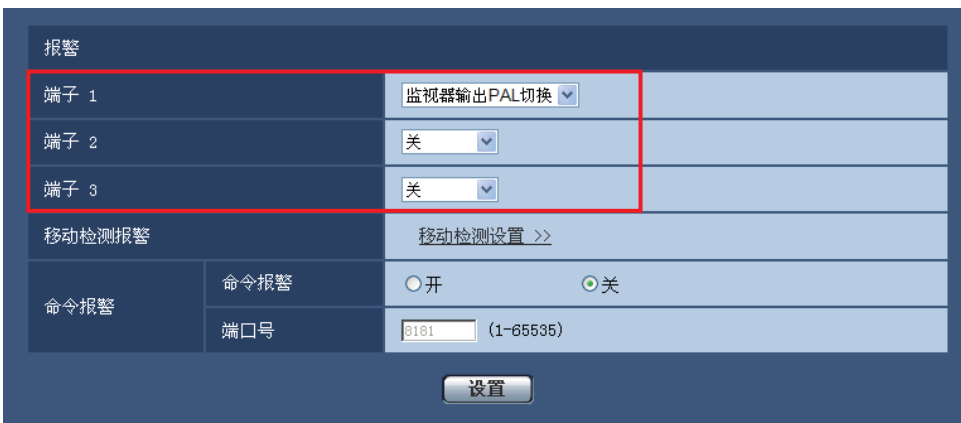 报警
端子 1 监视器输出PAL切换
端子 2 关
端子 3 关
移动检测报警 移动检测设置 >>
命令报警 命令报警 开 关
端口号 8181 (1-65535)
设置